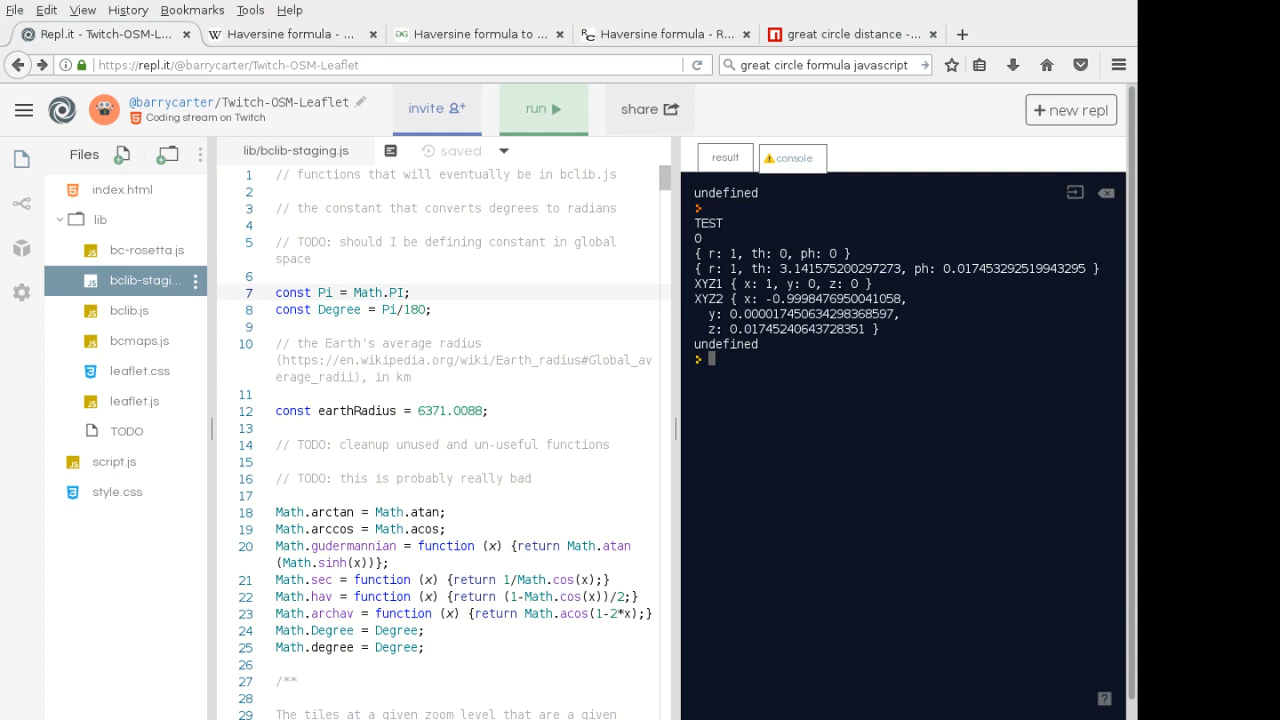 File Edit View History Bookmarks Tools Help
Repl.it - Twitch-OSM-L... × Haversine formula - ... × Haversine formula to ... × Haversine formula - R... × great circle distance -... ×
https://repl.it/@barrycarter/Twitch-OSM-Leaflet
great circle formula javascript
@barrycarter/Twitch-OSM-Leaflet
Coding stream on Twitch
invite
run
share
+ new repl
Files
index.html
lib
bc-rosetta.js
bclib-stagi...
bclib.js
bcmaps.js
leaflet.css
leaflet.js
TODO
script.js
style.css
lib/bclib-staging.js
saved
1 // functions that will eventually be in bclib.js
2
3 // the constant that converts degrees to radians
4
5 // TODO: should I be defining constant in global
space
6
7 const Pi = Math.PI;
8 const Degree = Pi/180;
9
10 // the Earth's average radius
(https://en.wikipedia.org/wiki/Earth_radius#Global_av
erage_radii), in km
11
12 const earthRadius = 6371.0088;
13
14 // TODO: cleanup unused and un-useful functions
15
16 // TODO: this is probably really bad
17
18 Math.arctan = Math.atan;
19 Math.arccos = Math.acos;
20 Math.gudermannian = function (x) {return Math.atan
(Math.sinh(x))};
21 Math.sec = function (x) {return 1/Math.cos(x);}
22 Math.hav = function (x) {return (1-Math.cos(x))/2;}
23 Math.archav = function (x) {return Math.acos(1-2*x);}
24 Math.Degree = Degree;
25 Math.degree = Degree;
26
27 /**
28
29 The tiles at a given zoom level that are a given
result
console
undefined
>
TEST
0
{ r: 1, th: 0, ph: 0 }
{ r: 1, th: 3.141575200297273, ph: 0.017453292519943295 }
XYZ1 { x: 1, y: 0, z: 0 }
XYZ2 { x: -0.9998476950041058,
y: 0.000017450634298368597,
z: 0.01745240643728351 }
undefined
>
?